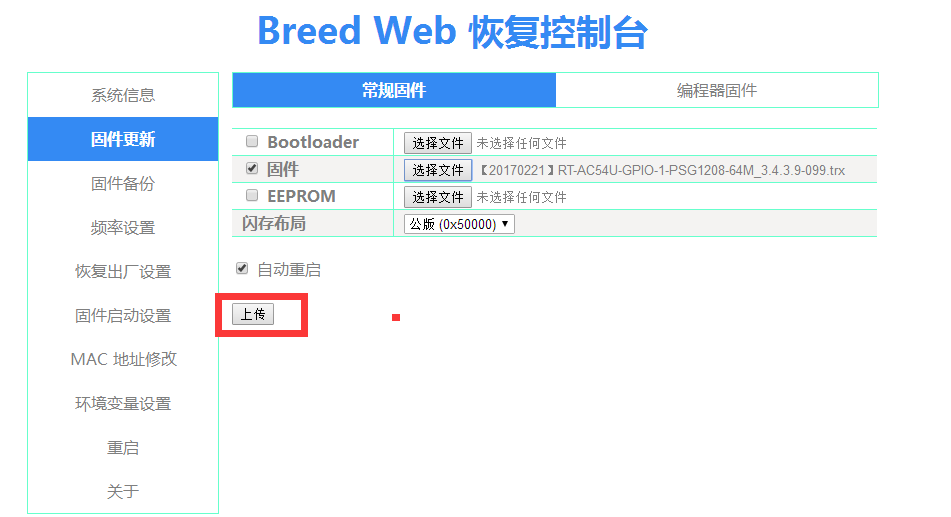 Breed Web 恢复控制台
系统信息
固件更新
固件备份
频率设置
恢复出厂设置
固件启动设置
MAC 地址修改
环境变量设置
重启
关于
常规固件 编程器固件
Bootloader 选择文件 未选择任何文件
固件 选择文件 【20170221】RT-AC54U-GPIO-1-PSG1208-64M_3.4.3.9-099.trx
EEPROM 选择文件 未选择任何文件
闪存布局 公版 (0x50000)
自动重启
上传